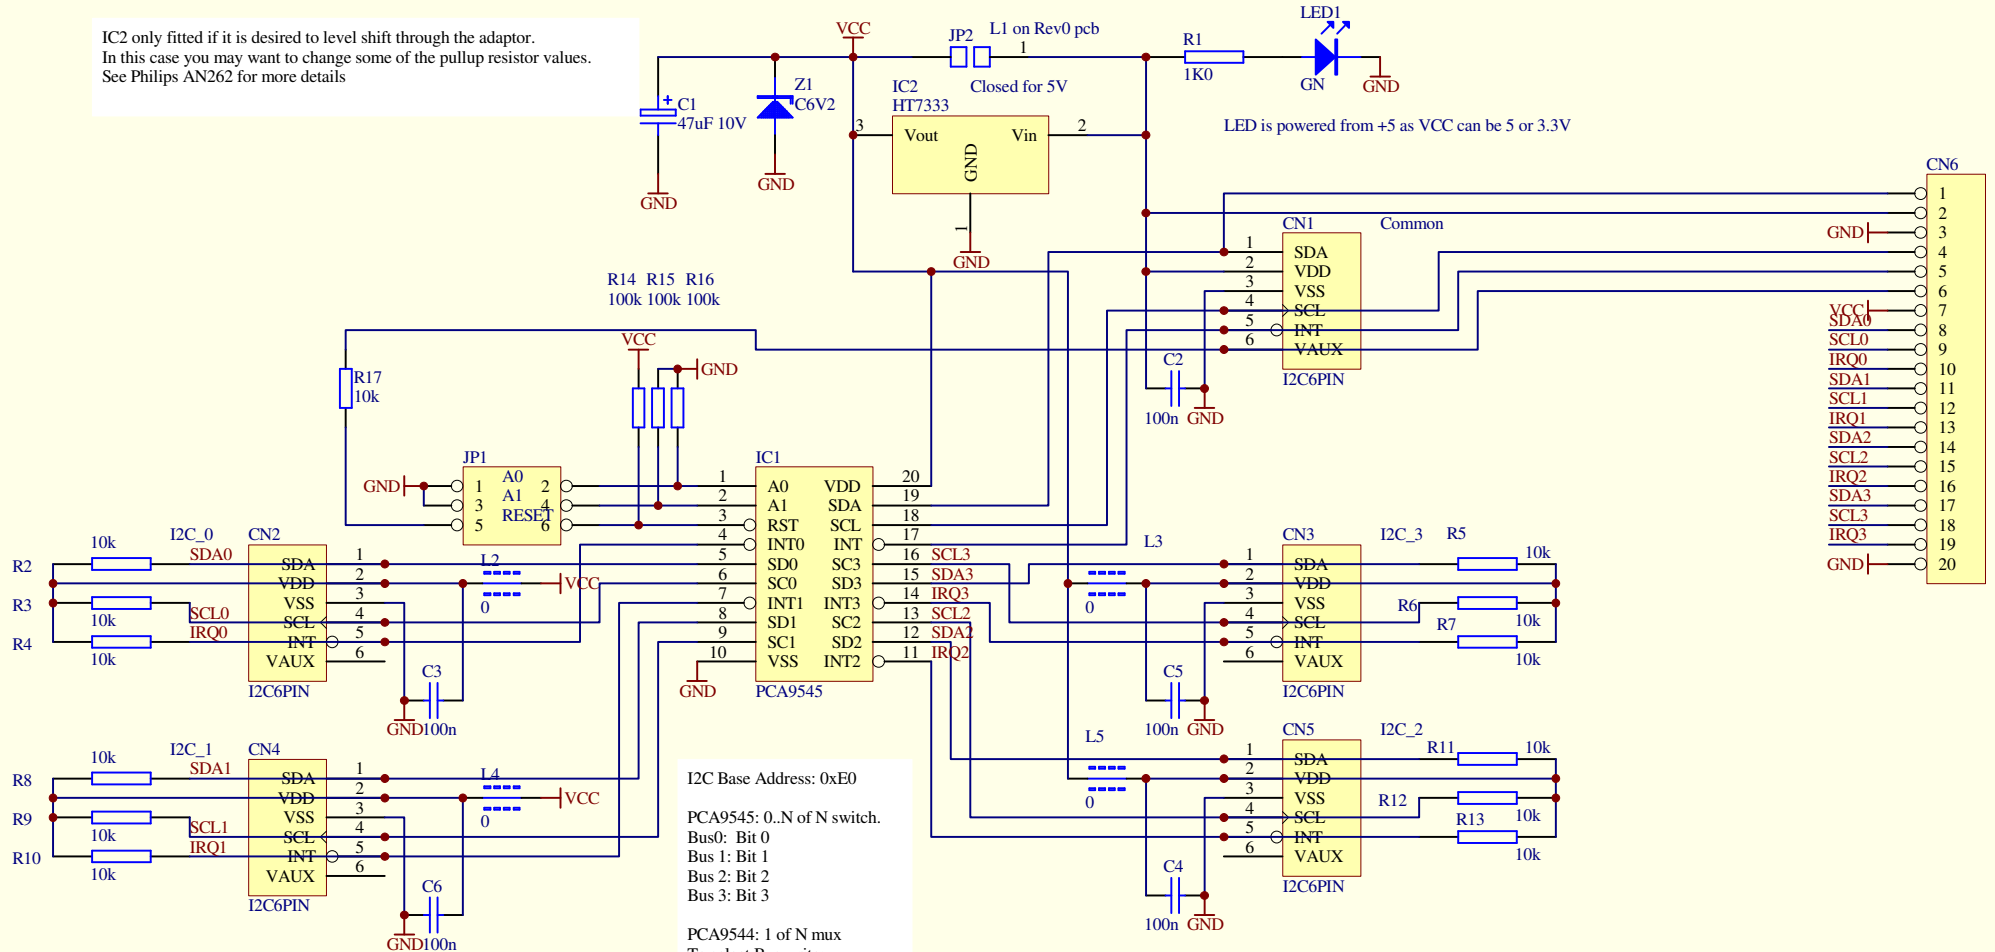 IC2 only fitted if it is desired to level shift through the adaptor.
In this case you may want to change some of the pullup resistor values.
See Philips AN262 for more details
VCC
JP2
L1 on Rev0 pcb
1
Closed for 5V
R1
1K0
LED1
GN
GND
LED is powered from +5 as VCC can be 5 or 3.3V
C1
47uF 10V
GND
Z1
C6V2
GND
IC2
HT7333
3
Vout
Vin
2
GND
1
GND
CN1
Common
1
2
3
4
5
6
SDA
VDD
VSS
SCL
INT
VAUX
I2C6PIN
C2
100n
GND
CN6
GND
VCC
SDA0
SCL0
IRQ0
SDA1
SCL1
IRQ1
SDA2
SCL2
IRQ2
SDA3
SCL3
IRQ3
GND
1
2
3
4
5
6
7
8
9
10
11
12
13
14
15
16
17
18
19
20
R14 R15 R16
100k 100k 100k
VCC
GND
R17
10k
JP1
GND
1
3
5
A0
A1
RESET
2
4
6
IC1
1
2
3
4
5
6
7
8
9
10
A0
A1
RST
INT0
SD0
SC0
INT1
SD1
SC1
VSS
VDD
SDA
SCL
INT
SC3
SD3
INT3
SC2
SD2
INT2
20
19
18
17
16
15
14
13
12
11
SCL3
SDA3
IRQ3
SCL2
SDA2
IRQ2
PCA9545
GND
R2
R3
R4
10k
10k
10k
I2C_0
SDA0
SCL0
IRQ0
CN2
SDA
VDD
VSS
SCL
INT
VAUX
1
2
3
4
5
6
I2C6PIN
L2
0
VCC
C3
GND
100n
R8
R9
R10
10k
10k
10k
I2C_1
SDA1
SCL1
IRQ1
CN4
SDA
VDD
VSS
SCL
INT
VAUX
1
2
3
4
5
6
I2C6PIN
L4
0
VCC
C6
GND
100n
L3
0
C5
100n
GND
CN3
1
2
3
4
5
6
SDA
VDD
VSS
SCL
INT
VAUX
I2C6PIN
I2C_3
R5
R6
R7
10k
10k
10k
L5
0
C4
100n
GND
CN5
1
2
3
4
5
6
SDA
VDD
VSS
SCL
INT
VAUX
I2C6PIN
I2C_2
R11
R12
R13
10k
10k
10k
I2C Base Address: 0xE0
PCA9545: 0..N of N switch.
Bus0: Bit 0
Bus 1: Bit 1
Bus 2: Bit 2
Bus 3: Bit 3
PCA9544: 1 of N mux